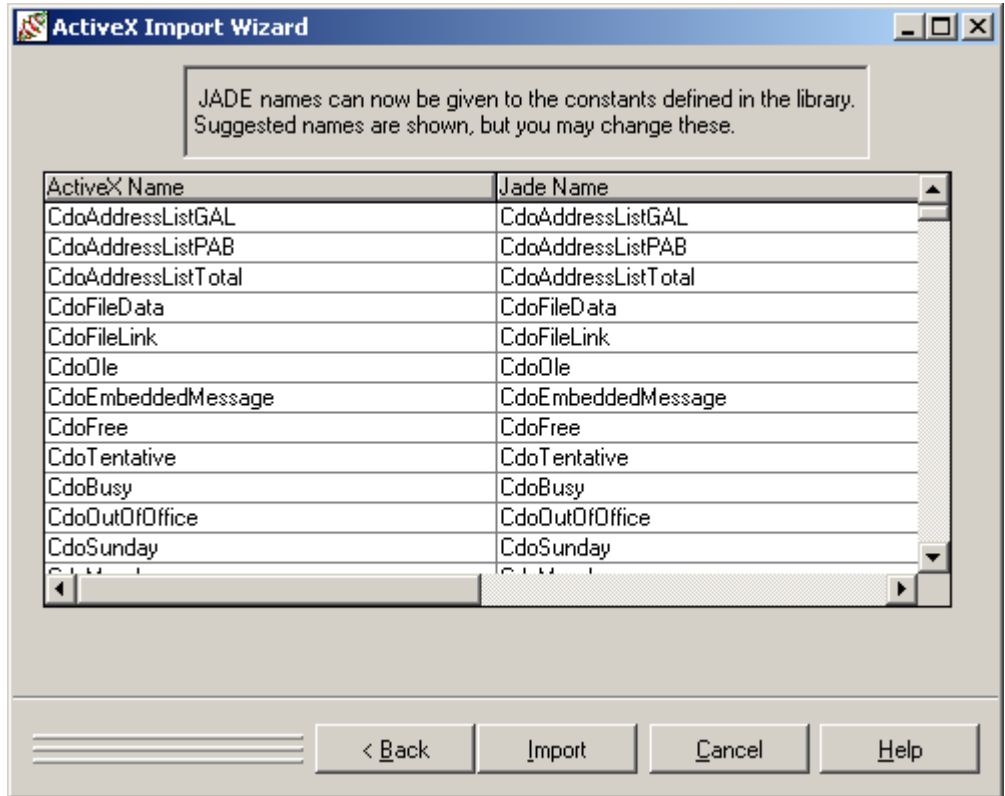 ActiveX Import Wizard
JADE names can now be given to the constants defined in the library.
Suggested names are shown, but you may change these.
ActiveX Name Jade Name
CdoAddressListGAL CdoAddressListGAL
CdoAddressListPAB CdoAddressListPAB
CdoAddressListTotal CdoAddressListTotal
CdoFileData CdoFileData
CdoFileLink CdoFileLink
CdoOle CdoOle
CdoEmbeddedMessage CdoEmbeddedMessage
CdoFree CdoFree
CdoTentative CdoTentative
CdoBusy CdoBusy
CdoOutOfOffice CdoOutOfOffice
CdoSunday CdoSunday
< Back Import Cancel Help